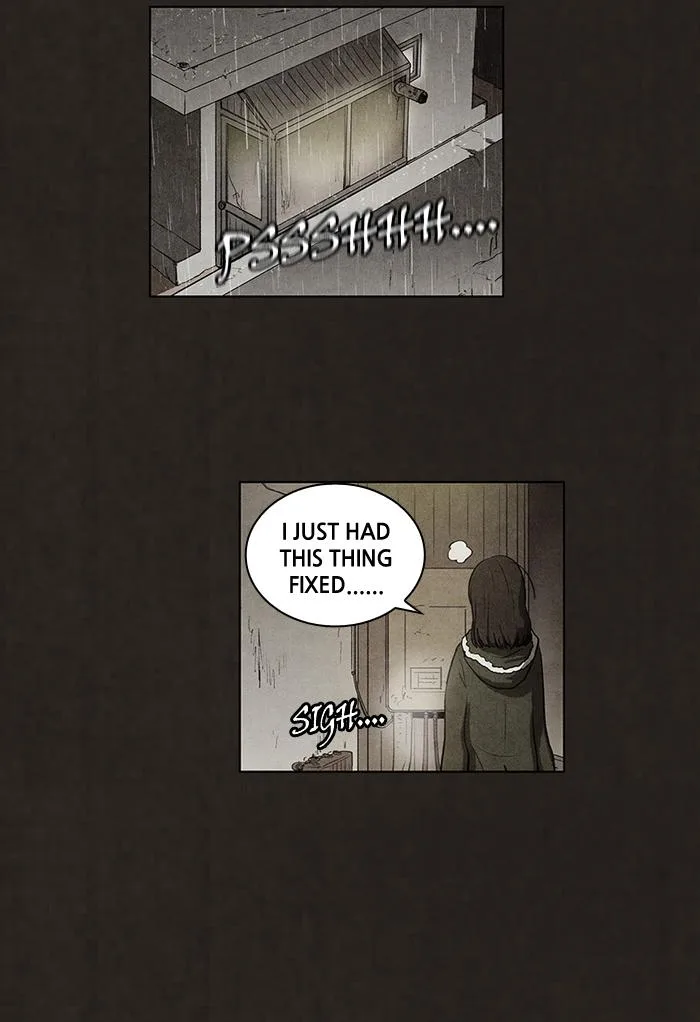 PSSSHHH....
I JUST HAD
THIS THING
FIXED......
SIGH....